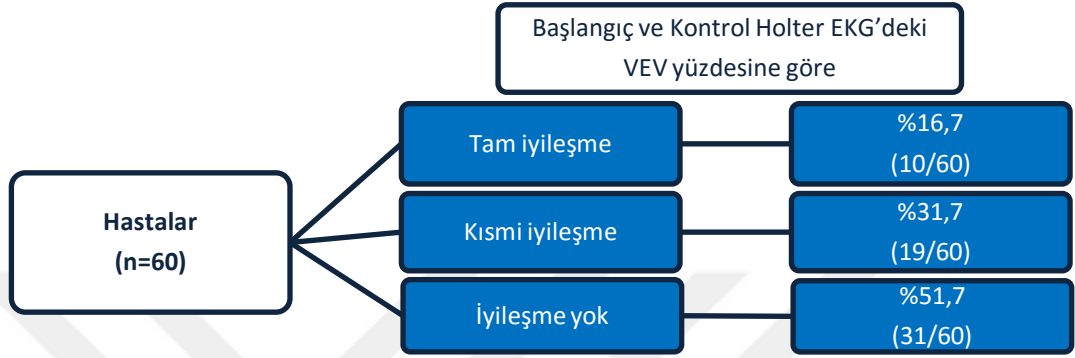 Başlangıç ve Kontrol Holter EKG’deki
VEV yüzdesine göre
Hastalar
(n=60)
Tam iyileşme
%16,7
(10/60)
Kısmi iyileşme
%31,7
(19/60)
İyileşme yok
%51,7
(31/60)